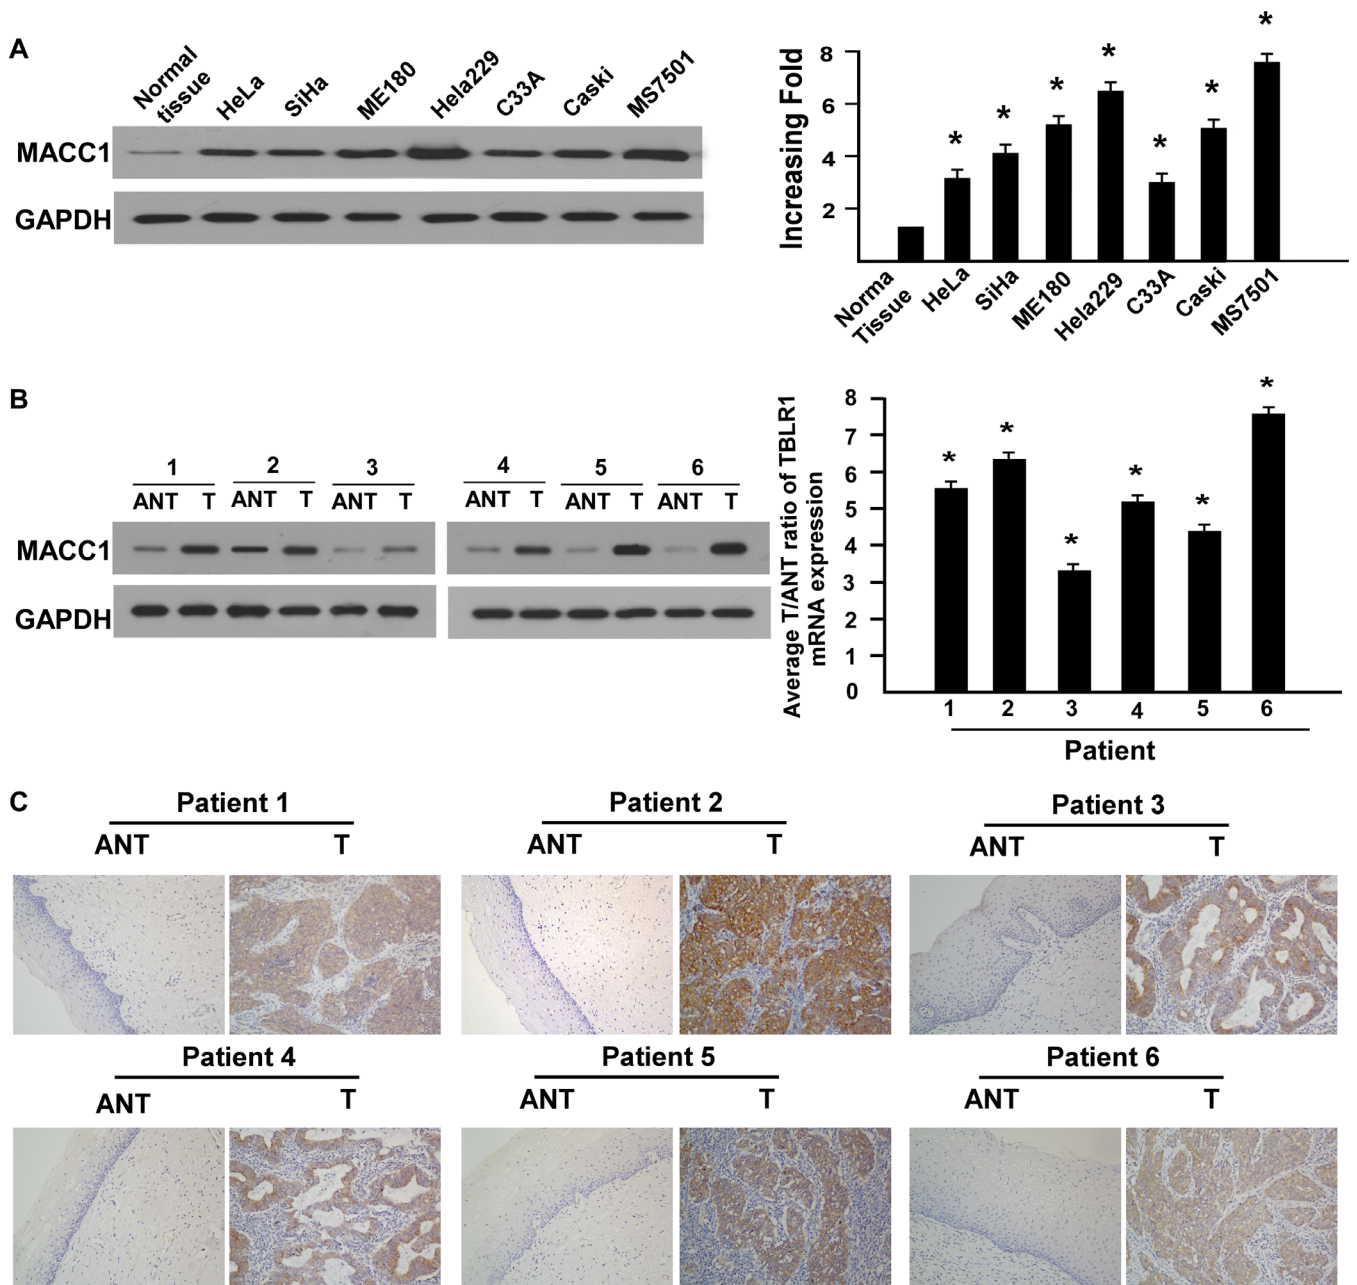 A
Normal
tissue
HeLa
SiHa
ME180
Hela229
C33A
Caski
MS7501
MACC1
GAPDH
Increasing Fold
8
6
4
2
*
*
*
*
*
*
*
Norma
Tissue
HeLa
SiHa
ME180
Hela229
C33A
Caski
MS7501
B
1 2 3 4 5 6
ANT T ANT T ANT T ANT T ANT T ANT T
MACC1
GAPDH
Average T/ANT ratio of TBLR1
mRNA expression
8
7
6
5
4
3
2
1
0
*
*
*
*
*
*
1 2 3 4 5 6
Patient
C
Patient 1 Patient 2 Patient 3
ANT T ANT T ANT T
Patient 4 Patient 5 Patient 6
ANT T ANT T ANT T